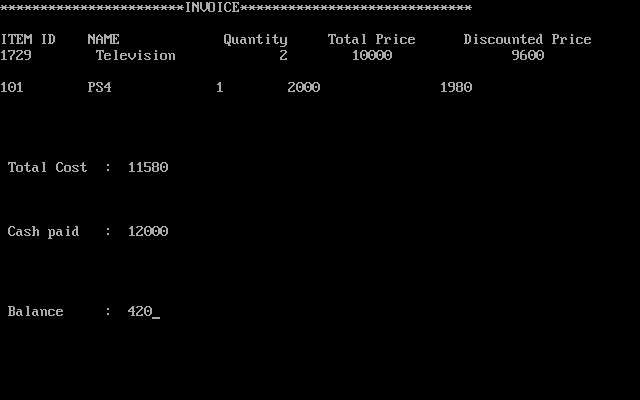 ***********************INVOICE*****************************
ITEM ID NAME Quantity Total Price Discounted Price
1729 Television 2 10000 9600
101 PS4 1 2000 1980
Total Cost : 11580
Cash paid : 12000
Balance : 420_